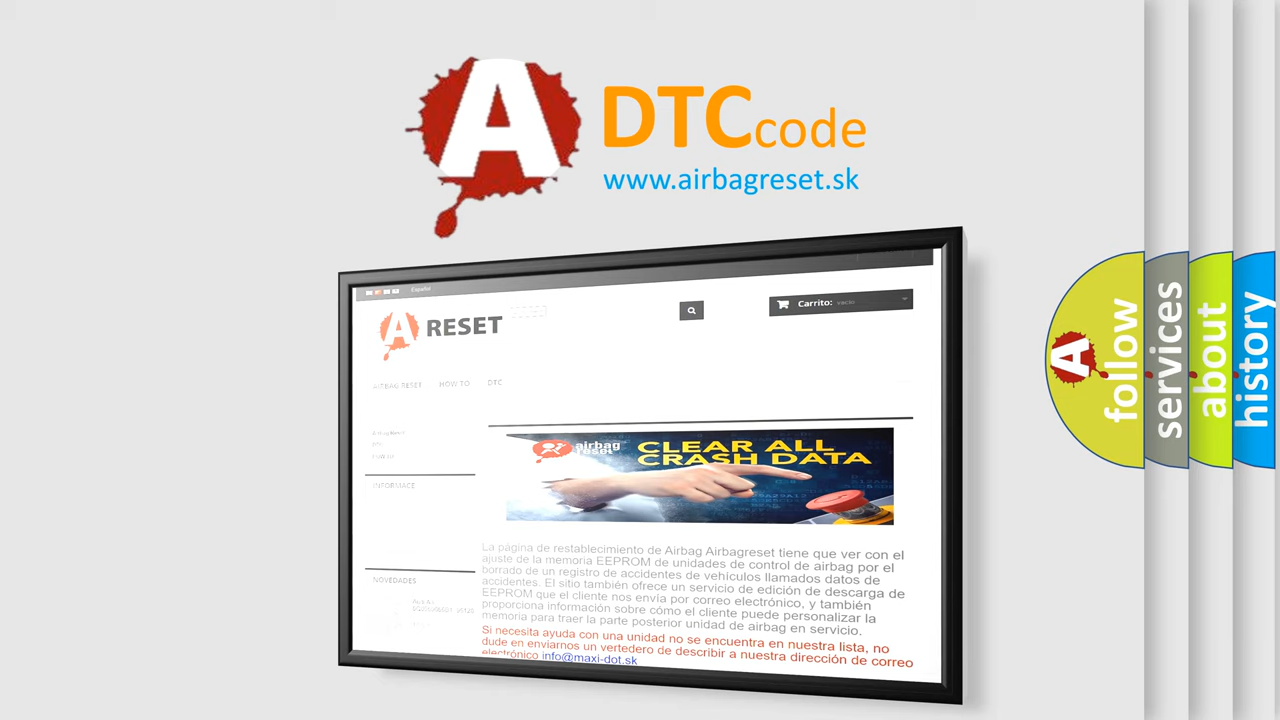 A
DTC code
www.airbagreset.sk
Español
A RESET
Carrito: vacío
AIRBAG RESET HOW TO DTC
Airbag Reset
INFORMACE
NOVEDADES
airbag
reset
CLEAR ALL
CRASH DATA
La página de restablecimiento de Airbag Airbagreset tiene que ver con el
ajuste de la memoria EEPROM de unidades de control de airbag por el
borrado de un registro de accidentes de vehículos llamados datos de
accidentes. El sitio también ofrece un servicio de edición de descarga de
EEPROM que el cliente nos envía por correo electrónico, y también
proporciona información sobre cómo el cliente puede personalizar la
memoria para traer la parte posterior unidad de airbag en servicio.
Si necesita ayuda con una unidad no se encuentra en nuestra lista, no
dude en enviarnos un vertedero de describir a nuestra dirección de correo
electrónico info@maxi-dot.sk
A
follow
services
about
history